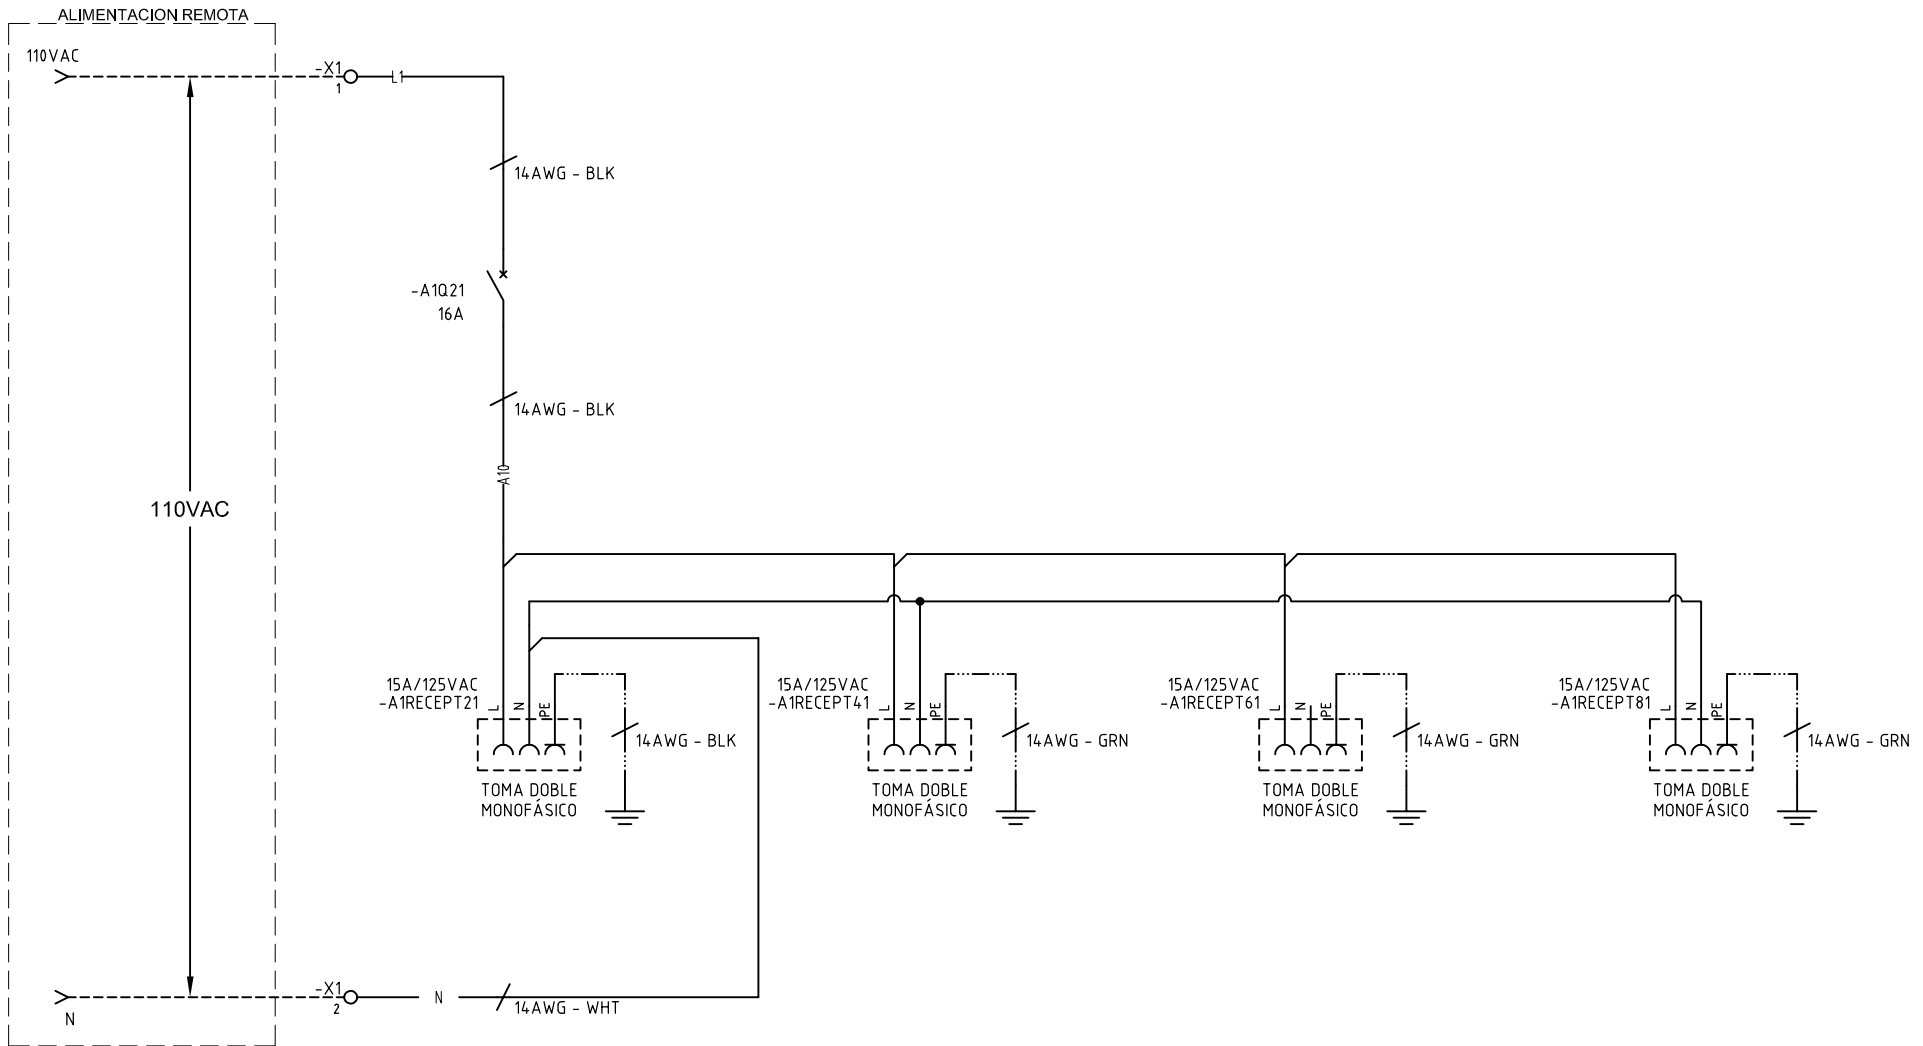 ALIMENTACION REMOTA
110VAC
-X1
1
L1
14AWG - BLK
-A1Q21
16A
14AWG - BLK
A10
110VAC
15A/125VAC
-A1RECEPT21
L
N
PE
14AWG - BLK
TOMA DOBLE
MONOFÁSICO
15A/125VAC
-A1RECEPT41
L
N
PE
14AWG - GRN
TOMA DOBLE
MONOFÁSICO
15A/125VAC
-A1RECEPT61
L
N
PE
14AWG - GRN
TOMA DOBLE
MONOFÁSICO
15A/125VAC
-A1RECEPT81
L
N
PE
14AWG - GRN
TOMA DOBLE
MONOFÁSICO
-X1
2
N
14AWG - WHT
N